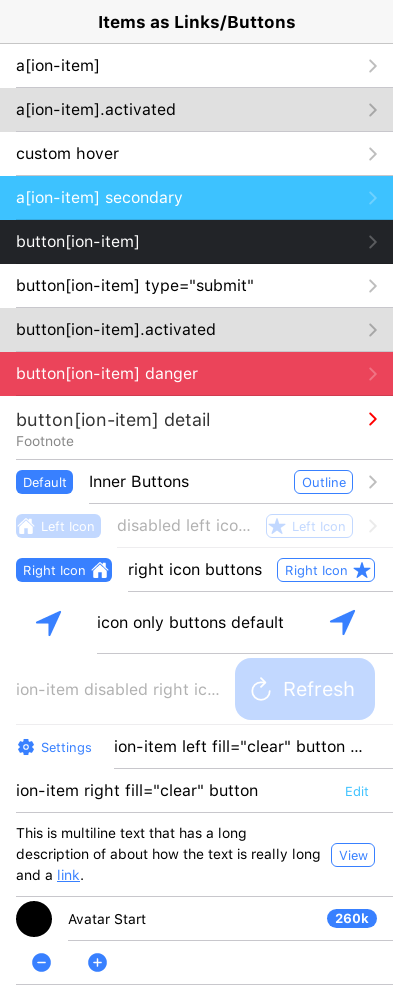 Items as Links/Buttons
a[ion-item]
a[ion-item].activated
custom hover
a[ion-item] secondary
button[ion-item]
button[ion-item] type="submit"
button[ion-item].activated
button[ion-item] danger
button[ion-item] detail
Footnote
Default Inner Buttons Outline
Left Icon disabled left ico... Left Icon
Right Icon right icon buttons Right Icon
icon only buttons default
ion-item disabled right ic... Refresh
Settings ion-item left fill="clear" button ...
ion-item right fill="clear" button Edit
This is multiline text that has a long
description of about how the text is really long View
and a link.
Avatar Start 260k